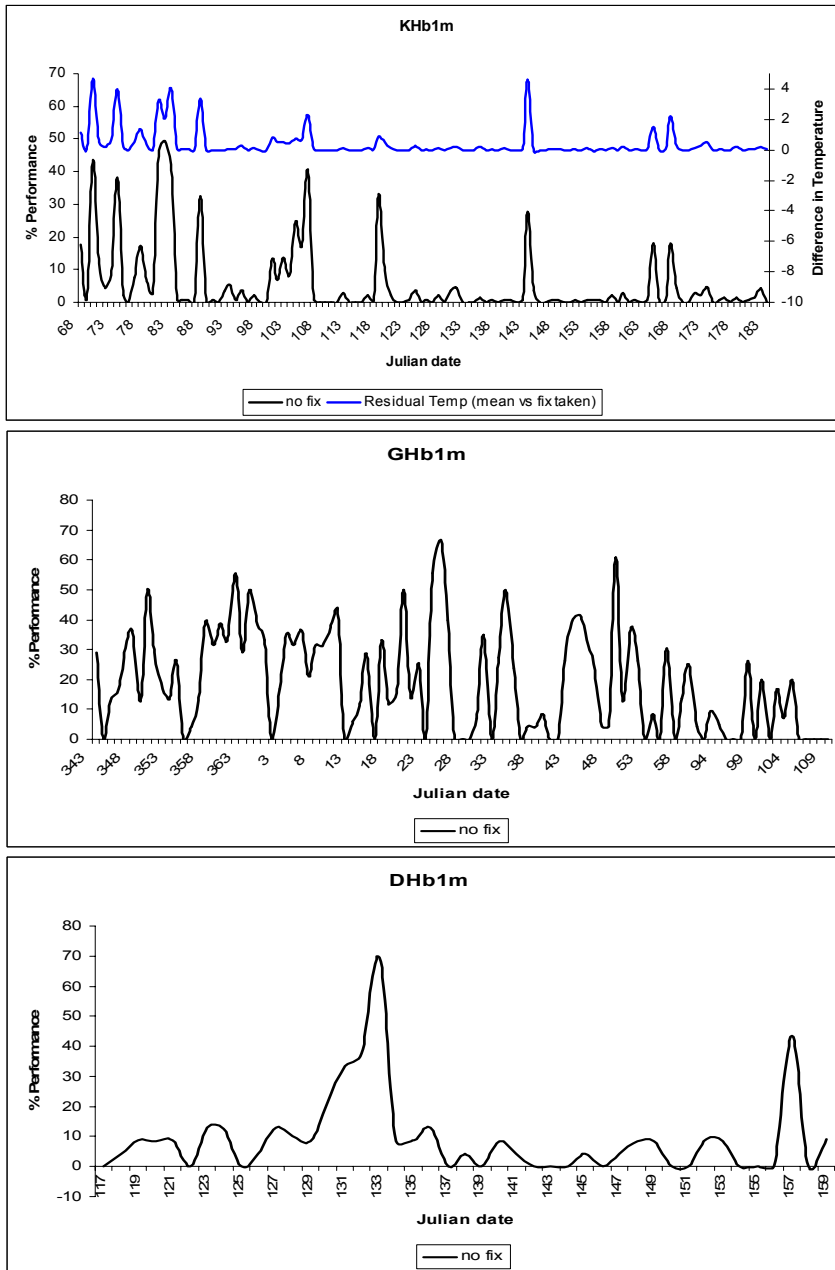 KHb1m
% Performance
70
60
50
40
30
20
10
0
4
2
0
-2
-4
-6
-8
-10
Difference in Temperature
68 73 78 83 88 93 98 103 108 113 118 123 128 133 138 143 148 153 158 163 168 173 178 183
Julian date
no fix Residual Temp (mean vs fix taken)
GHb1m
% Performance
80
70
60
50
40
30
20
10
0
343 348 353 358 363 3 8 13 18 23 28 33 38 43 48 53 58 94 99 104 109
Julian date
no fix
DHb1m
% Performance
80
70
60
50
40
30
20
10
0
-10
117 119 121 123 125 127 129 131 133 135 137 139 141 143 145 147 149 151 153 155 157 159
Julian date
no fix